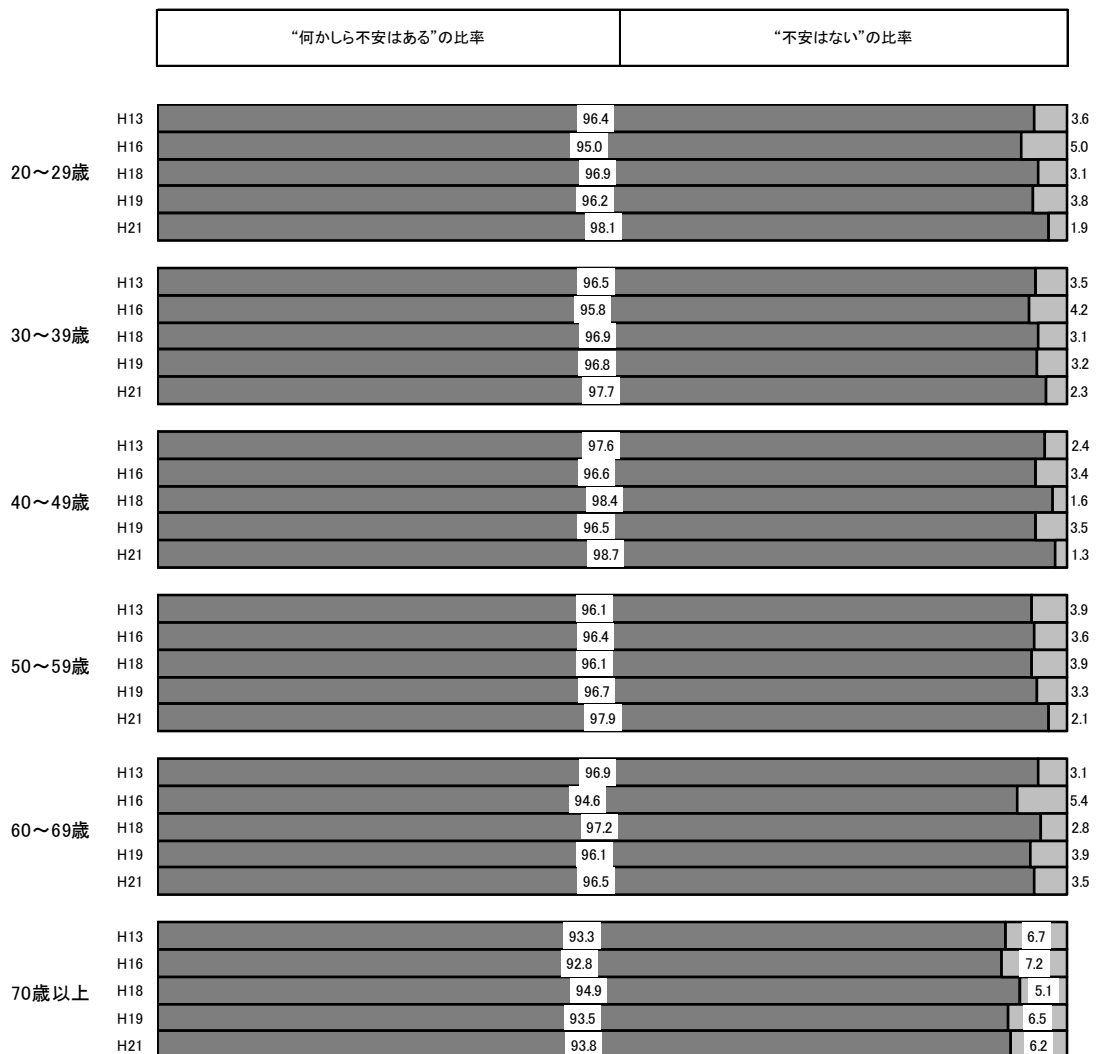 “何かしら不安はある”の比率 “不安はない”の比率
20～29歳
H13 96.4 3.6
H16 95.0 5.0
H18 96.9 3.1
H19 96.2 3.8
H21 98.1 1.9
30～39歳
H13 96.5 3.5
H16 95.8 4.2
H18 96.9 3.1
H19 96.8 3.2
H21 97.7 2.3
40～49歳
H13 97.6 2.4
H16 96.6 3.4
H18 98.4 1.6
H19 96.5 3.5
H21 98.7 1.3
50～59歳
H13 96.1 3.9
H16 96.4 3.6
H18 96.1 3.9
H19 96.7 3.3
H21 97.9 2.1
60～69歳
H13 96.9 3.1
H16 94.6 5.4
H18 97.2 2.8
H19 96.1 3.9
H21 96.5 3.5
70歳以上
H13 93.3 6.7
H16 92.8 7.2
H18 94.9 5.1
H19 93.5 6.5
H21 93.8 6.2